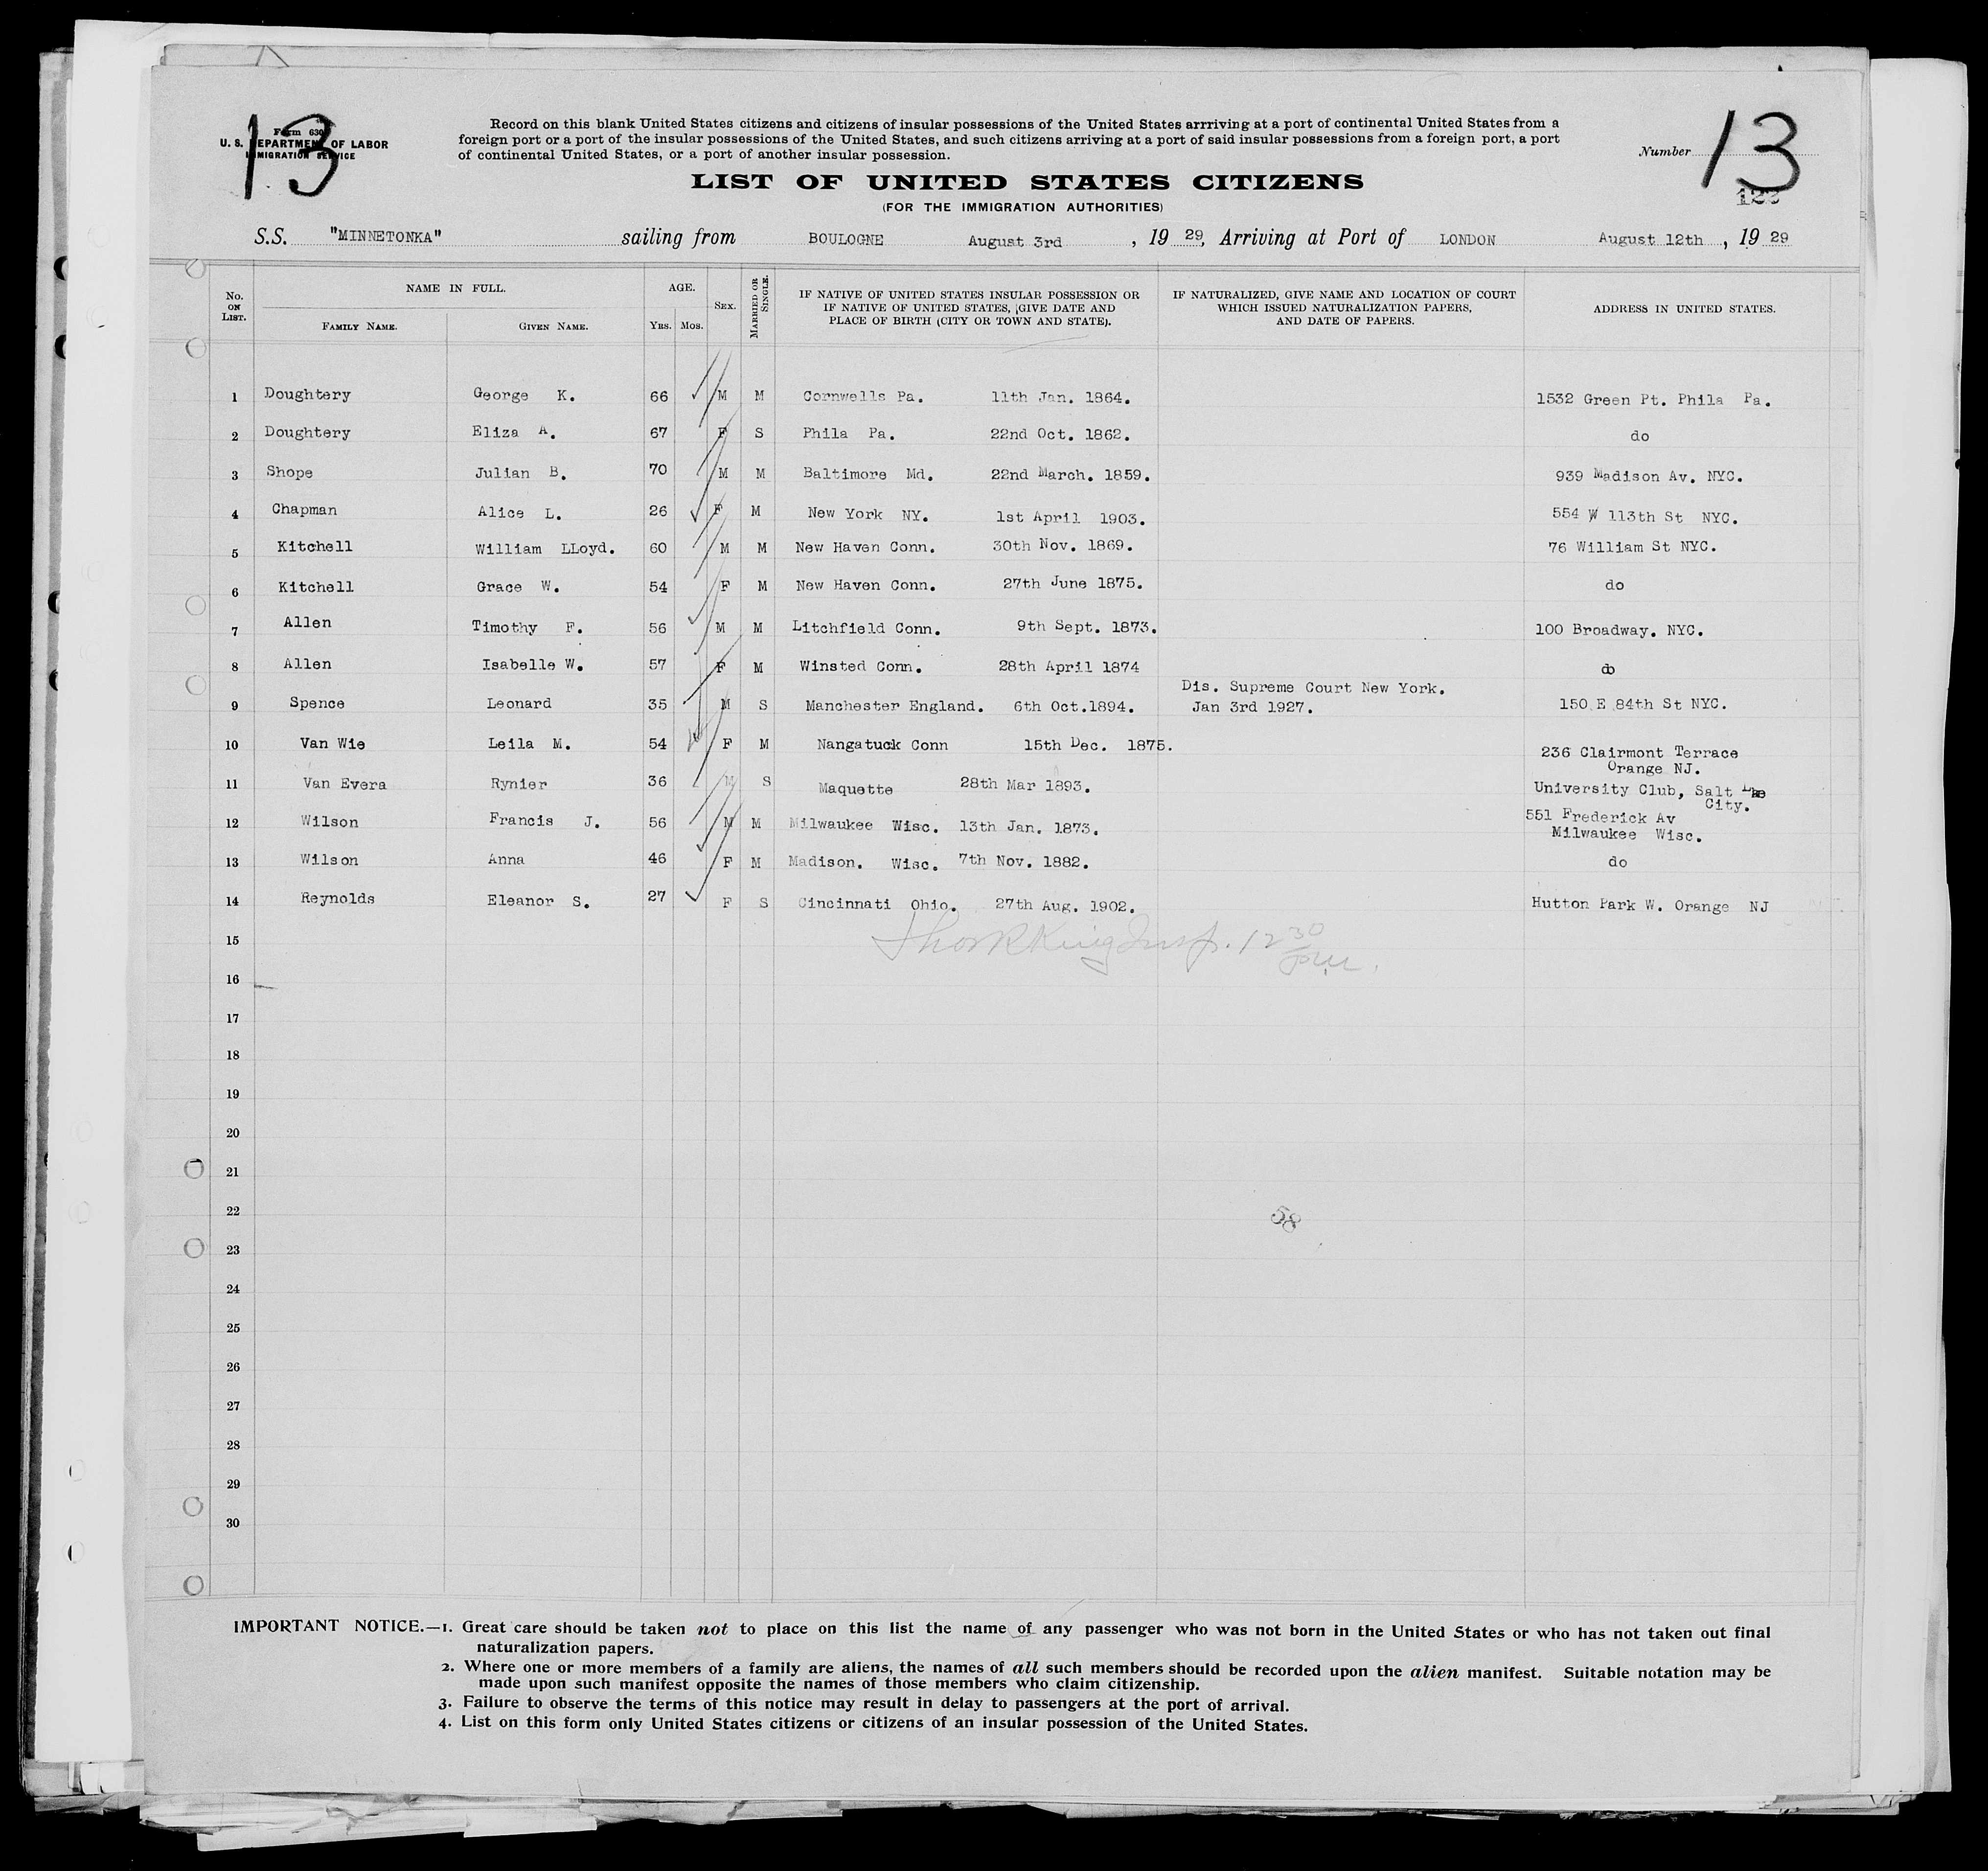 13
Form 630
U. S. DEPARTMENT OF LABOR
IMMIGRATION SERVICE
Record on this blank United States citizens and citizens of insular possessions of the United States arrriving at a port of continental United States from a
foreign port or a port of the insular possessions of the United States, and such citizens arriving at a port of said insular possessions from a foreign port, a port
of continental United States, or a port of another insular possession.
Number 13
LIST OF UNITED STATES CITIZENS
(FOR THE IMMIGRATION AUTHORITIES)
S.S. "MINNETONKA" sailing from BOULOGNE August 3rd, 19 29, Arriving at Port of LONDON August 12th, 19 29
No. ON LIST.
NAME IN FULL.
FAMILY NAME. GIVEN NAME.
AGE.
YRS. MOS.
SEX.
MARRIED OR SINGLE.
IF NATIVE OF UNITED STATES INSULAR POSSESSION OR
IF NATIVE OF UNITED STATES, GIVE DATE AND
PLACE OF BIRTH (CITY OR TOWN AND STATE).
IF NATURALIZED, GIVE NAME AND LOCATION OF COURT
WHICH ISSUED NATURALIZATION PAPERS,
AND DATE OF PAPERS.
ADDRESS IN UNITED STATES.
1 Doughtery George K. 66 M M Cornwells Pa. 11th Jan. 1864. 1532 Green Pt. Phila Pa.
2 Doughtery Eliza A. 67 F S Phila Pa. 22nd Oct. 1862. do
3 Shope Julian B. 70 M M Baltimore Md. 22nd March. 1859. 939 Madison Av. NYC.
4 Chapman Alice L. 26 F M New York NY. 1st April 1903. 554 W 113th St NYC.
5 Kitchell William LLoyd. 60 M M New Haven Conn. 30th Nov. 1869. 76 William St NYC.
6 Kitchell Grace W. 54 F M New Haven Conn. 27th June 1875. do
7 Allen Timothy F. 56 M M Litchfield Conn. 9th Sept. 1873. 100 Broadway. NYC.
8 Allen Isabelle W. 57 F M Winsted Conn. 28th April 1874 do
9 Spence Leonard 35 M S Manchester England. 6th Oct.1894. Dis. Supreme Court New York.
Jan 3rd 1927. 150 E 84th St NYC.
10 Van Wie Leila M. 54 F M Nangatuck Conn 15th Dec. 1875. 236 Clairmont Terrace
Orange NJ.
11 Van Evera Rynier 36 M S Maquette 28th Mar 1893. University Club, Salt Lke
City.
12 Wilson Francis J. 56 M M Milwaukee Wisc. 13th Jan. 1873. 551 Frederick Av
Milwaukee Wisc.
13 Wilson Anna 46 F M Madison. Wisc. 7th Nov. 1882. do
14 Reynolds Eleanor S. 27 F S Cincinnati Ohio. 27th Aug. 1902. Hutton Park W. Orange NJ
15 King Insp. 12 30 pm.
16
17
18
19
20
21
22
58
23
24
25
26
27
28
29
30
IMPORTANT NOTICE.—1. Great care should be taken not to place on this list the name of any passenger who was not born in the United States or who has not taken out final
naturalization papers.
2. Where one or more members of a family are aliens, the names of all such members should be recorded upon the alien manifest. Suitable notation may be
made upon such manifest opposite the names of those members who claim citizenship.
3. Failure to observe the terms of this notice may result in delay to passengers at the port of arrival.
4. List on this form only United States citizens or citizens of an insular possession of the United States.